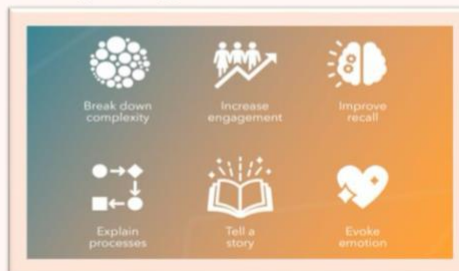 Break down
complexity
Increase
engagement
Improve
recall
Explain
processes
Tell a
story
Evoke
emotion